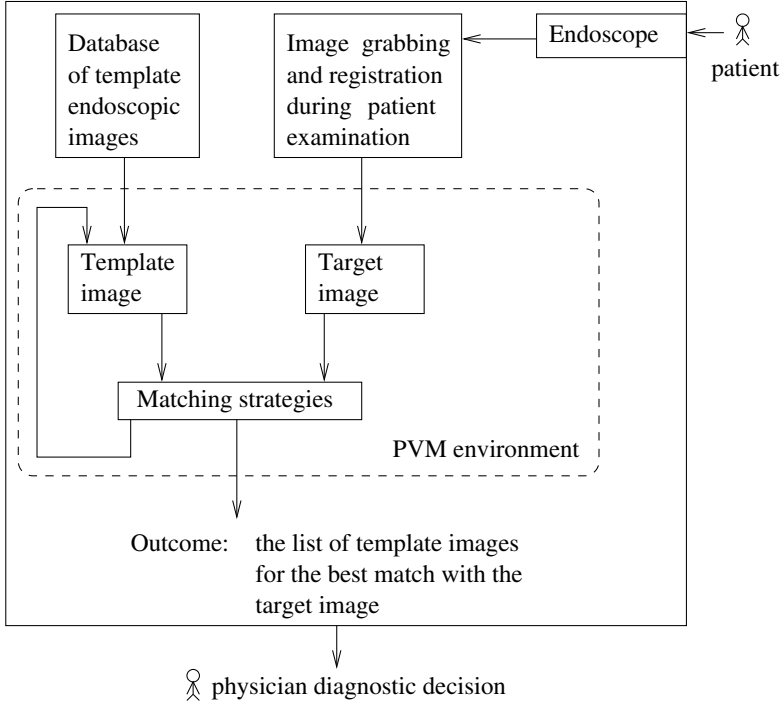 Database
of template
endoscopic
images
Image grabbing
and registration
during patient
examination
Endoscope
patient
Template
image
Target
image
Matching strategies
PVM environment
Outcome: the list of template images
for the best match with the
target image
physician diagnostic decision